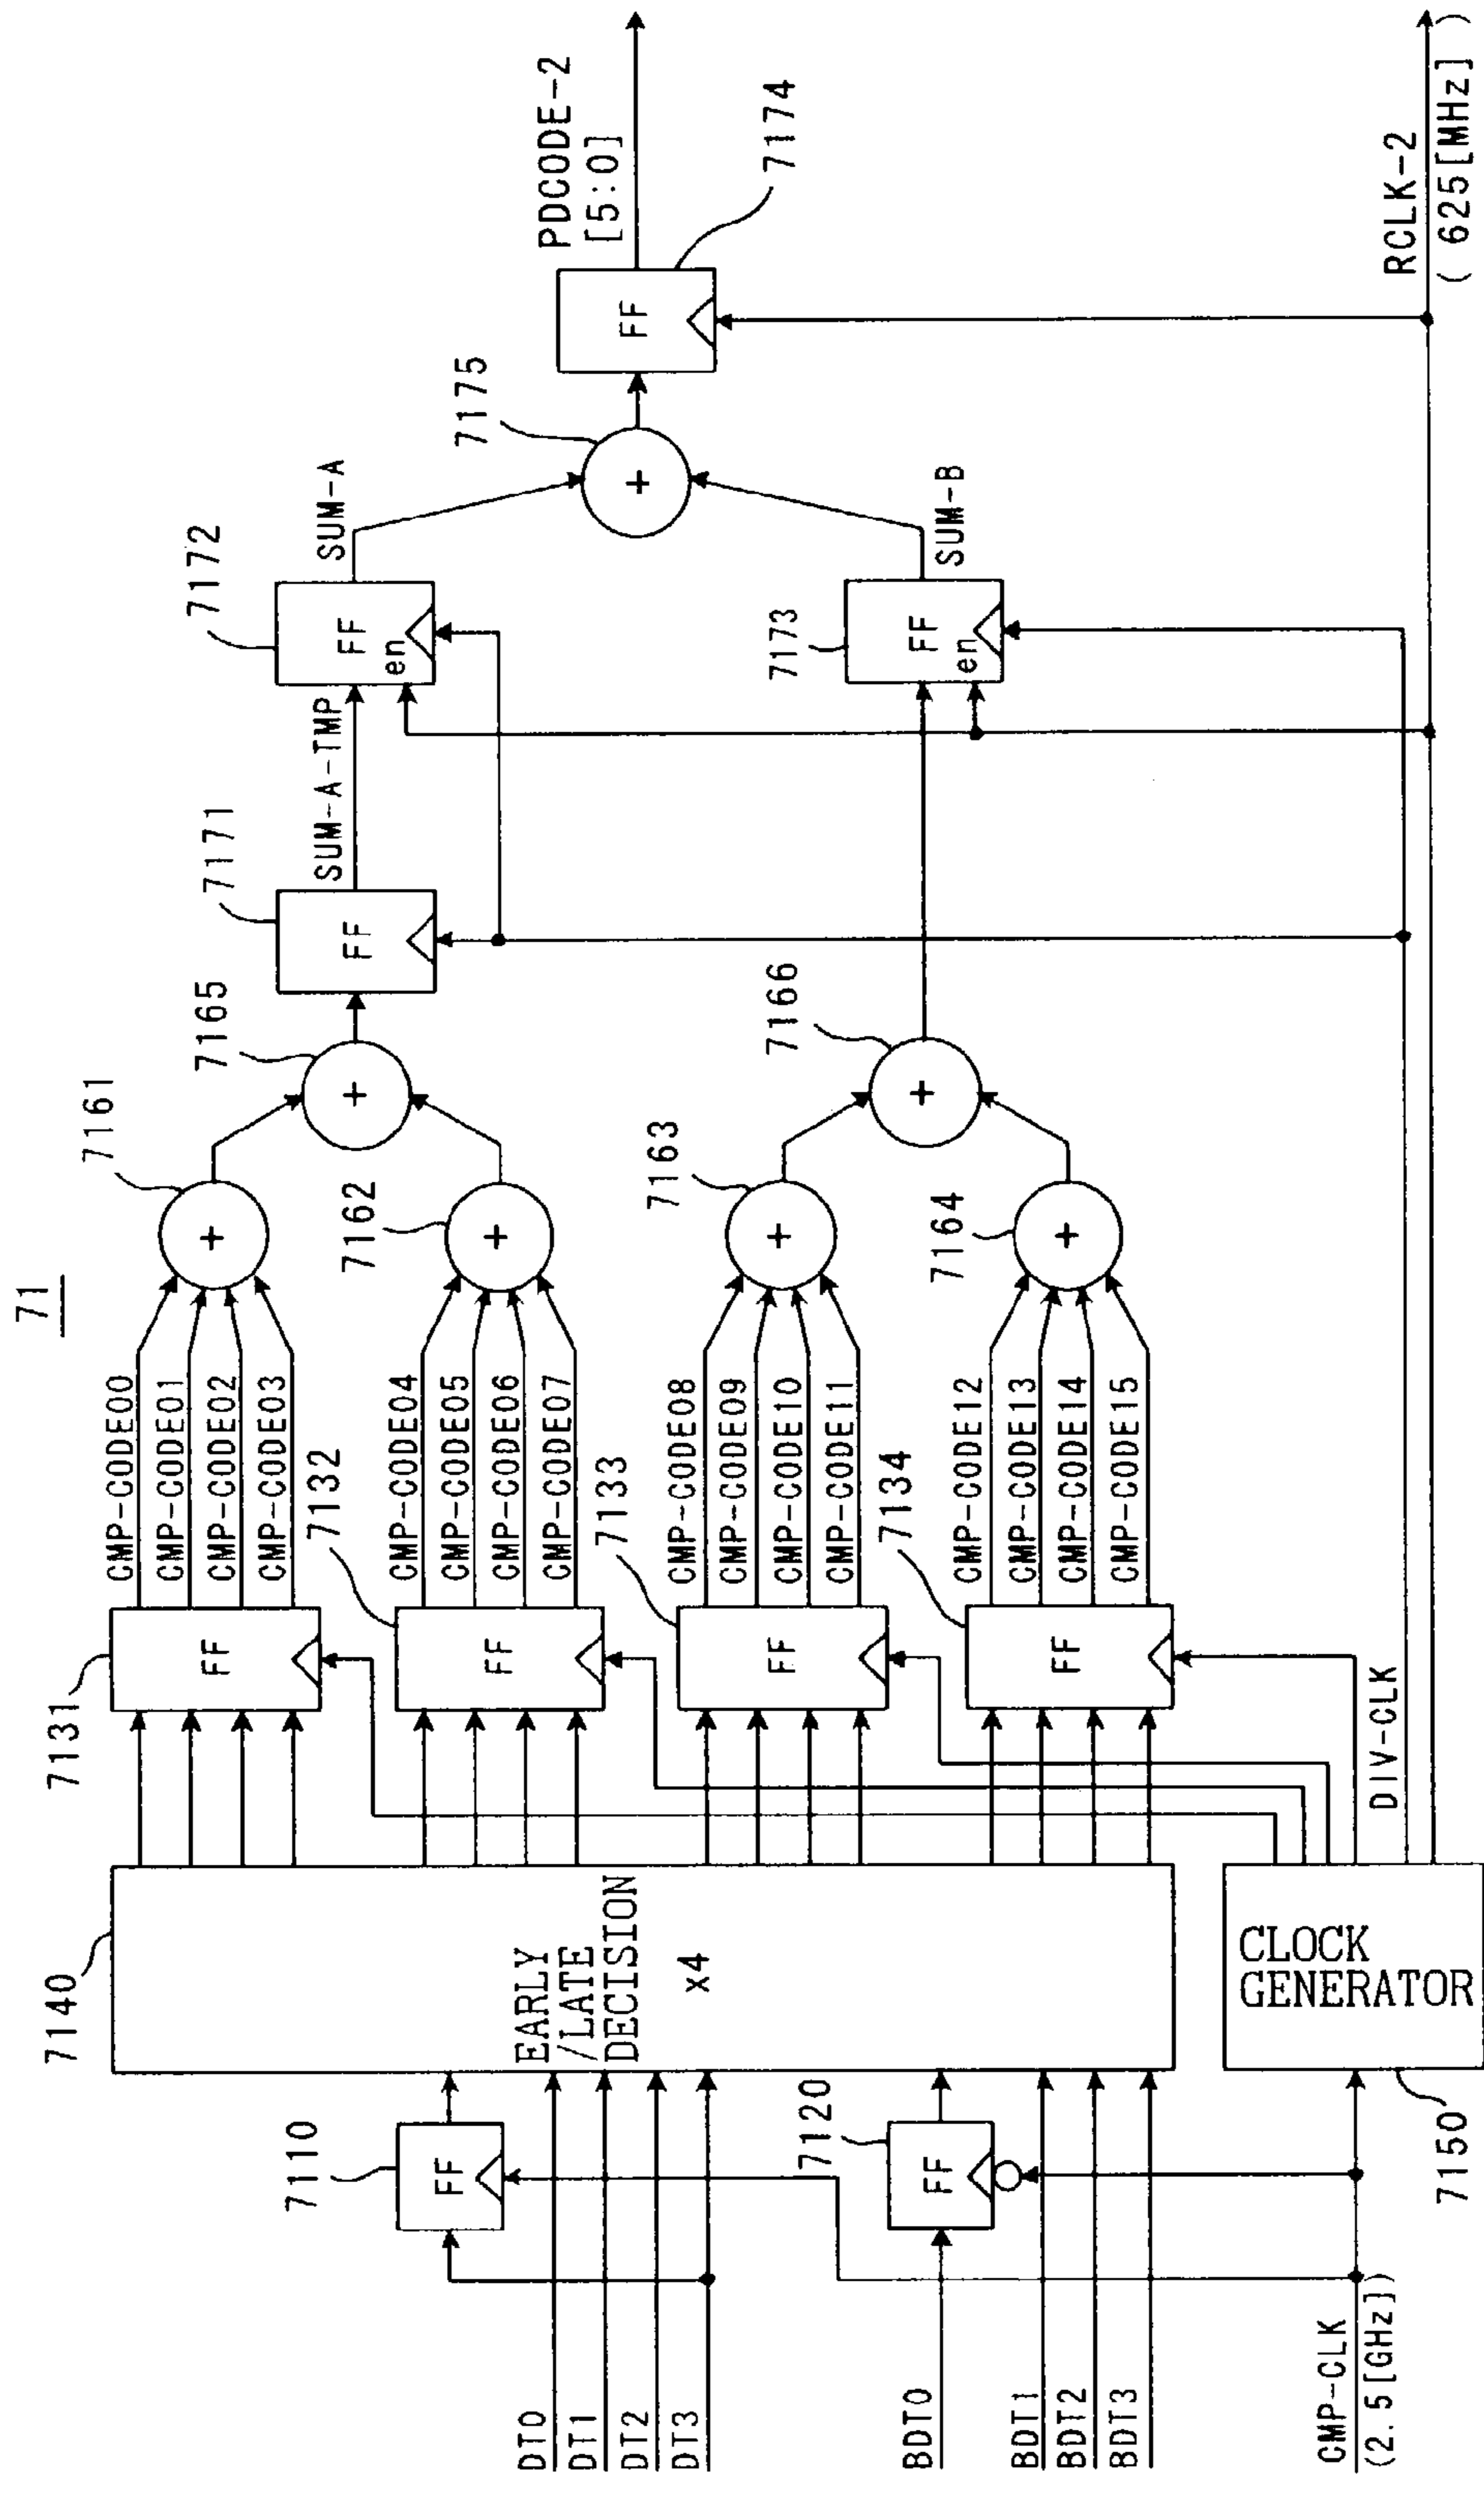 71
7140
EARLY
/LATE
DECISION
x4
7110
FF
DT0
DT1
DT2
DT3
7120
FF
BDT0
BDT1
BDT2
BDT3
CMP-CLK
(2.5[GHz])
7150
CLOCK
GENERATOR
DIV-CLK
7131
FF
CMP-CODE00
CMP-CODE01
CMP-CODE02
CMP-CODE03
7132
FF
CMP-CODE04
CMP-CODE05
CMP-CODE06
CMP-CODE07
7133
FF
CMP-CODE08
CMP-CODE09
CMP-CODE10
CMP-CODE11
7134
FF
CMP-CODE12
CMP-CODE13
CMP-CODE14
CMP-CODE15
7161
+
7162
+
7163
+
7164
+
7165
+
7166
+
7171
FF
SUM-A-TMP
7172
FF
en
SUM-A
7173
FF
en
SUM-B
7175
+
7174
FF
PDCODE-2
[5:0]
RCLK-2
( 625[MHz] )